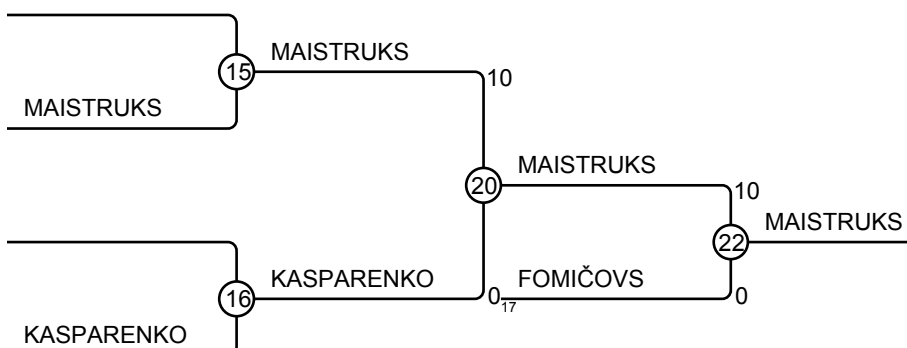 MAISTRUKS
15
10
MAISTRUKS
MAISTRUKS
20
10
MAISTRUKS
22
KASPARENKO
FOMIČOVS
16
0
17
0
KASPARENKO